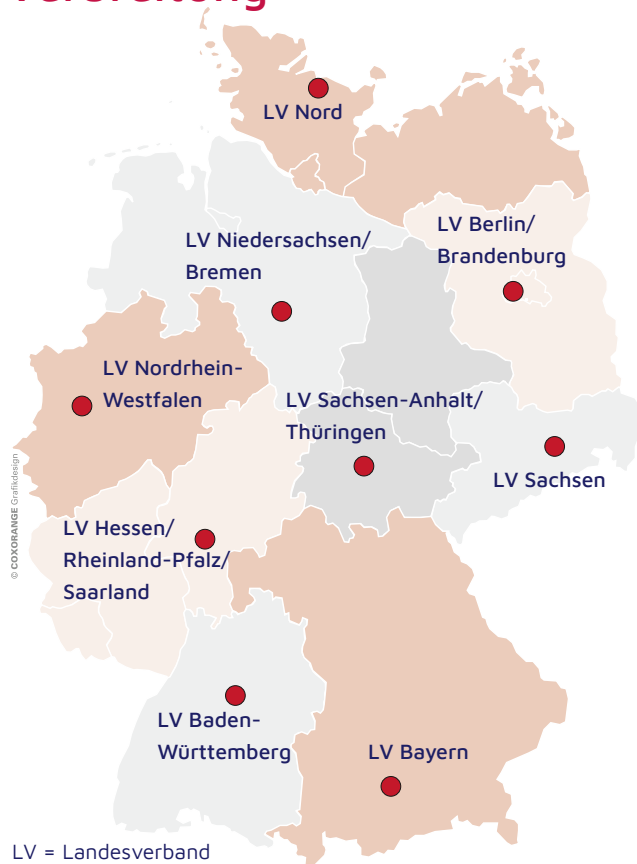 Verbreitung
LV Nord
LV Berlin/
Brandenburg
LV Niedersachsen/
Bremen
LV Nordrhein-
Westfalen
LV Sachsen-Anhalt/
Thüringen
LV Sachsen
© COXORANGE Grafikdesign
LV Hessen/
Rheinland-Pfalz/
Saarland
LV Baden-
Württemberg
LV Bayern
LV = Landesverband